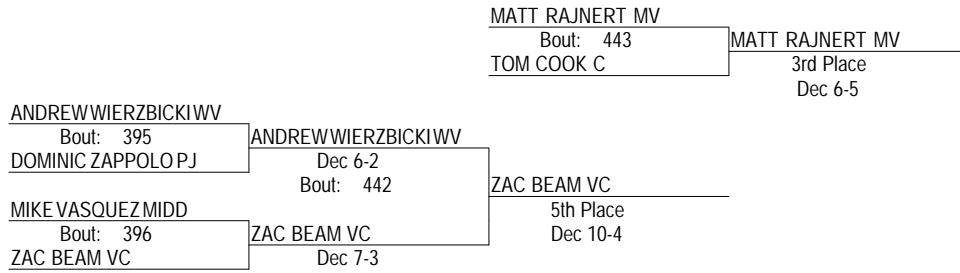 MATT RAJNERT MV
Bout: 443
MATT RAJNERT MV
TOM COOK C
3rd Place
Dec 6-5
ANDREW WIERZBICKI WV
Bout: 395
ANDREW WIERZBICKI WV
DOMINIC ZAPPOLO PJ
Dec 6-2
Bout: 442
ZAC BEAM VC
MIKE VASQUEZ MIDD
5th Place
Bout: 396
ZAC BEAM VC
Dec 10-4
ZAC BEAM VC
Dec 7-3